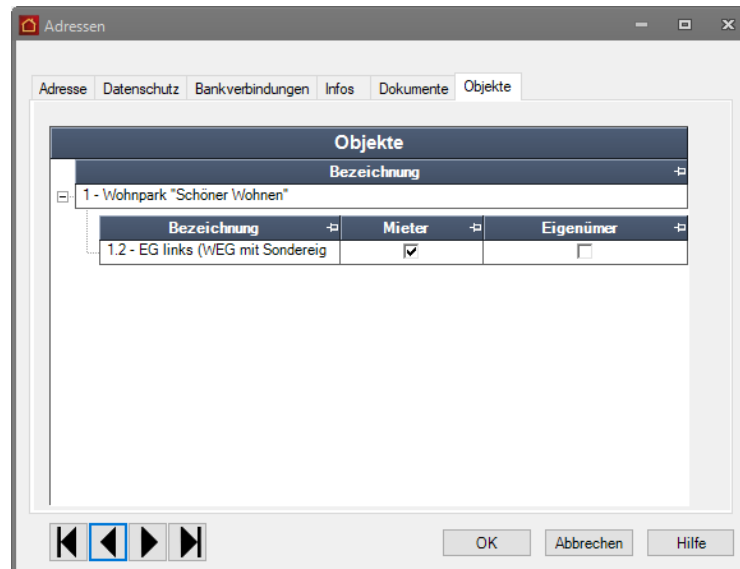 Adressen
Adresse Datenschutz Bankverbindungen Infos Dokumente Objekte
Objekte
Bezeichnung
1 - Wohnpark "Schöner Wohnen"
Bezeichnung Mieter Eigenümer
1.2 - EG links (WEG mit Sondereig
OK Abbrechen Hilfe